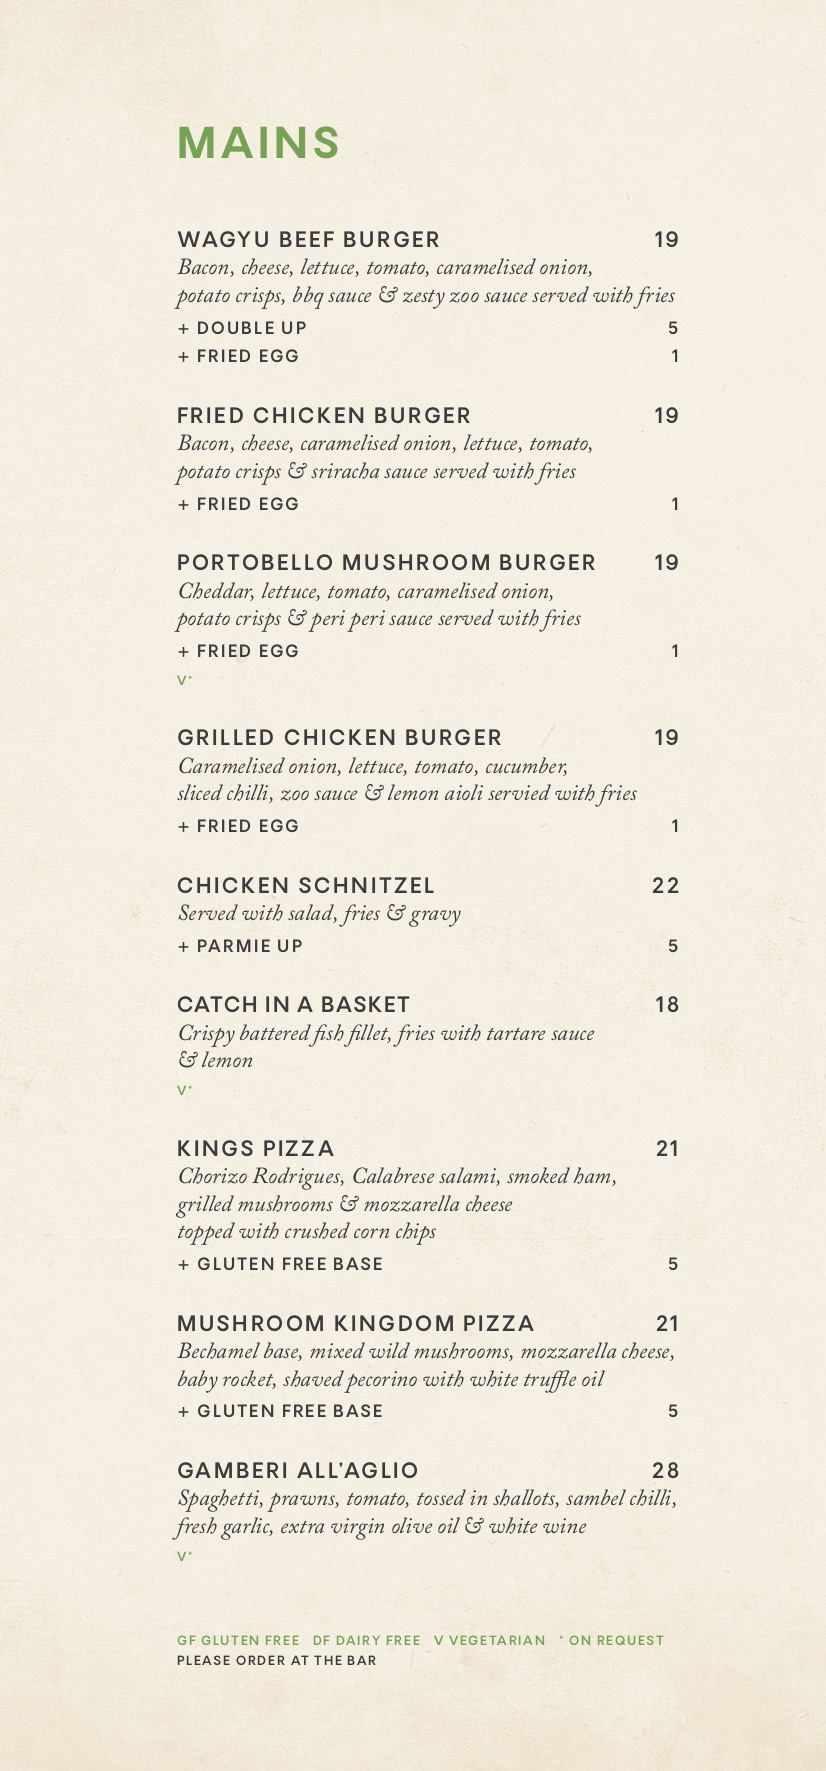 MAINS
WAGYU BEEF BURGER 19
Bacon, cheese, lettuce, tomato, caramelised onion,
potato crisps, bbq sauce & zesty zoo sauce served with fries
+ DOUBLE UP 5
+ FRIED EGG 1
FRIED CHICKEN BURGER 19
Bacon, cheese, caramelised onion, lettuce, tomato,
potato crisps & sriracha sauce served with fries
+ FRIED EGG 1
PORTOBELLO MUSHROOM BURGER 19
Cheddar, lettuce, tomato, caramelised onion,
potato crisps & peri peri sauce served with fries
+ FRIED EGG 1
V*
GRILLED CHICKEN BURGER 19
Caramelised onion, lettuce, tomato, cucumber,
sliced chilli, zoo sauce & lemon aioli servied with fries
+ FRIED EGG 1
CHICKEN SCHNITZEL 22
Served with salad, fries & gravy
+ PARMIE UP 5
CATCH IN A BASKET 18
Crispy battered fish fillet, fries with tartare sauce
& lemon
V*
KINGS PIZZA 21
Chorizo Rodrigues, Calabrese salami, smoked ham,
grilled mushrooms & mozzarella cheese
topped with crushed corn chips
+ GLUTEN FREE BASE 5
MUSHROOM KINGDOM PIZZA 21
Bechamel base, mixed wild mushrooms, mozzarella cheese,
baby rocket, shaved pecorino with white truffle oil
+ GLUTEN FREE BASE 5
GAMBERI ALL'AGLIO 28
Spaghetti, prawns, tomato, tossed in shallots, sambel chilli,
fresh garlic, extra virgin olive oil & white wine
V*
GF GLUTEN FREE DF DAIRY FREE V VEGETARIAN * ON REQUEST
PLEASE ORDER AT THE BAR